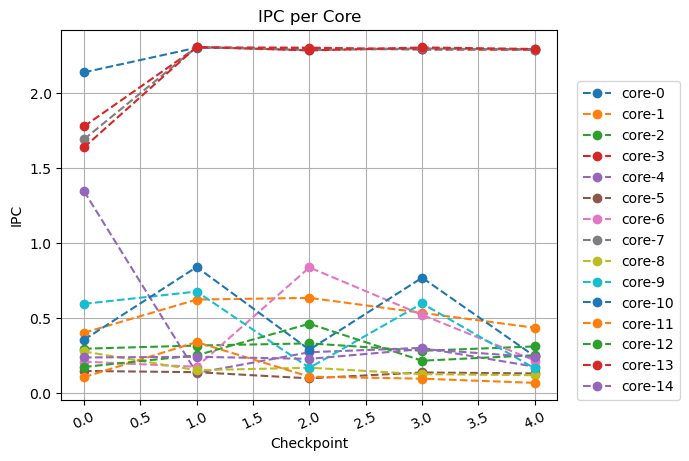 IPC per Core
IPC
2.0
1.5
1.0
0.5
0.0
0.0
0.5
1.0
1.5
2.0
2.5
3.0
3.5
4.0
Checkpoint
core-0
core-1
core-2
core-3
core-4
core-5
core-6
core-7
core-8
core-9
core-10
core-11
core-12
core-13
core-14